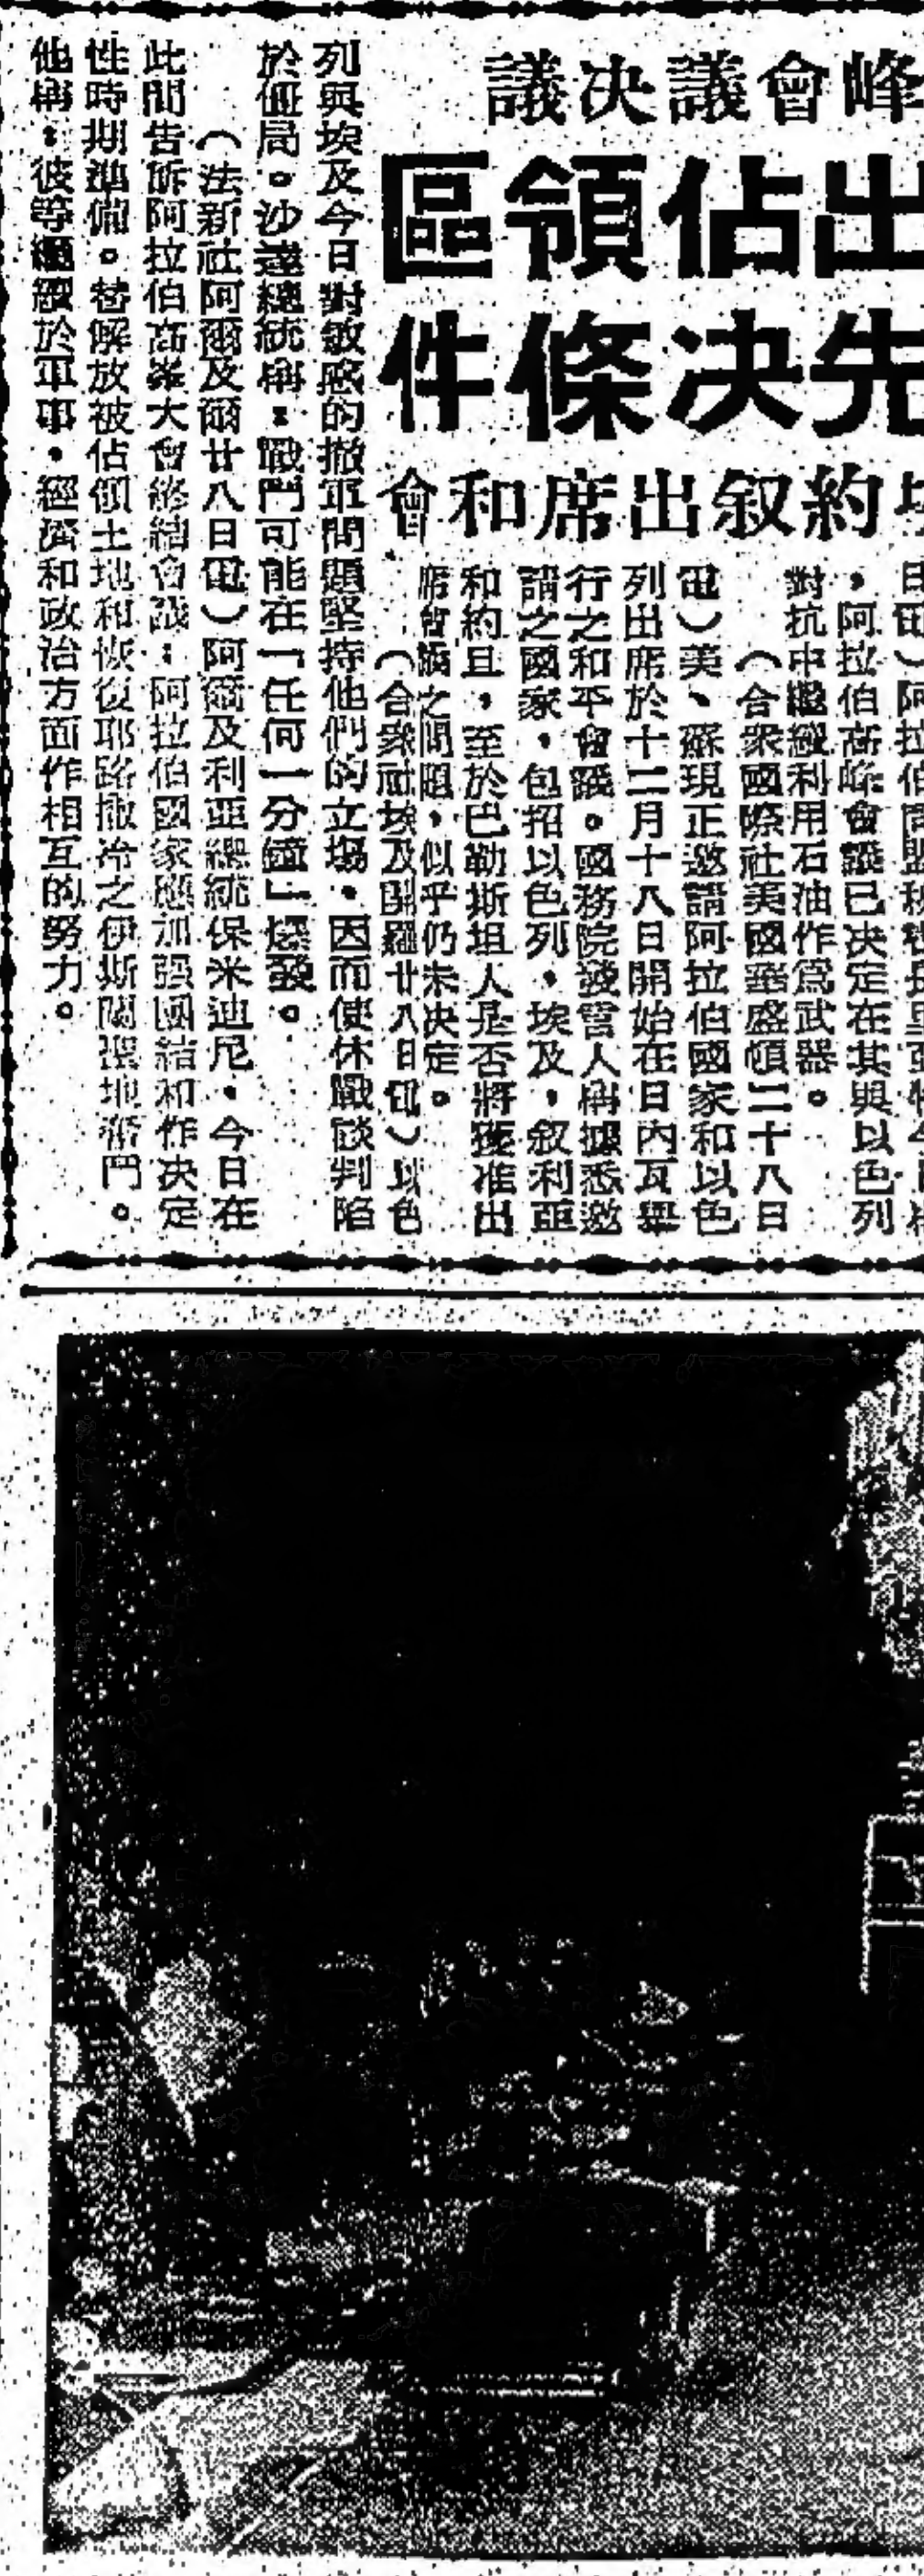 議決議會峰
區領佔出
件條決先
會和席出叙約
，阿拉伯高峰會議已决定在其與以色列
對抗中繼續利用石油作爲武器。
（合衆國際社美國華盛頓二十八日
電）美、蘇現正邀請阿拉伯國家和以色
列出席於十二月十八日開始在日内瓦舉
行之和平會議。國務院發言人稱據悉邀
請之國家，包招以色列，埃及，叙利亞
和約旦，至於巴勒斯坦人是否將獲准出
席會議之問題，似乎仍未决定。
（合衆社埃及開羅廿八日電）以色
列與埃及今日對敏感的撤軍問題堅持他們的立場，因而使休戰談判陷
於僵局。沙達總統稱：戰鬥可能在「任何一分鐘」爆發。
（法新社阿爾及爾廿八日電）阿爾及利亞總統保米迪尼，今日在
此間告訴阿拉伯高峯大會終結會議：阿拉伯國家應加强團結和作决定
性時期準備。替解放被佔領土地和恢復耶路撒冷之伊斯蘭聖地奮鬥。
他稱：彼等繼續於軍事，經濟和政治方面作相互的努力。